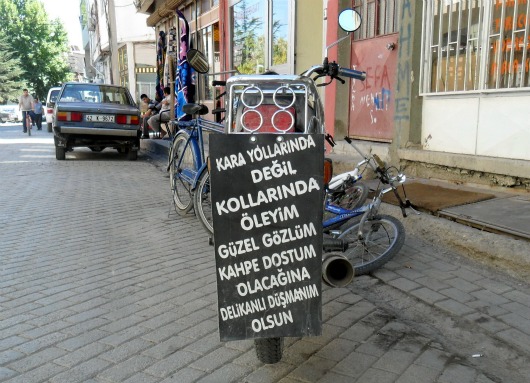 KARA YOLLARINDA
DEĞİL
KOLLARINDA
ÖLEYİM
GÜZEL GÖZLÜM
KAHPE DOSTUM
OLACAĞINA
DELİKANLI DÜŞMANIM
OLSUN